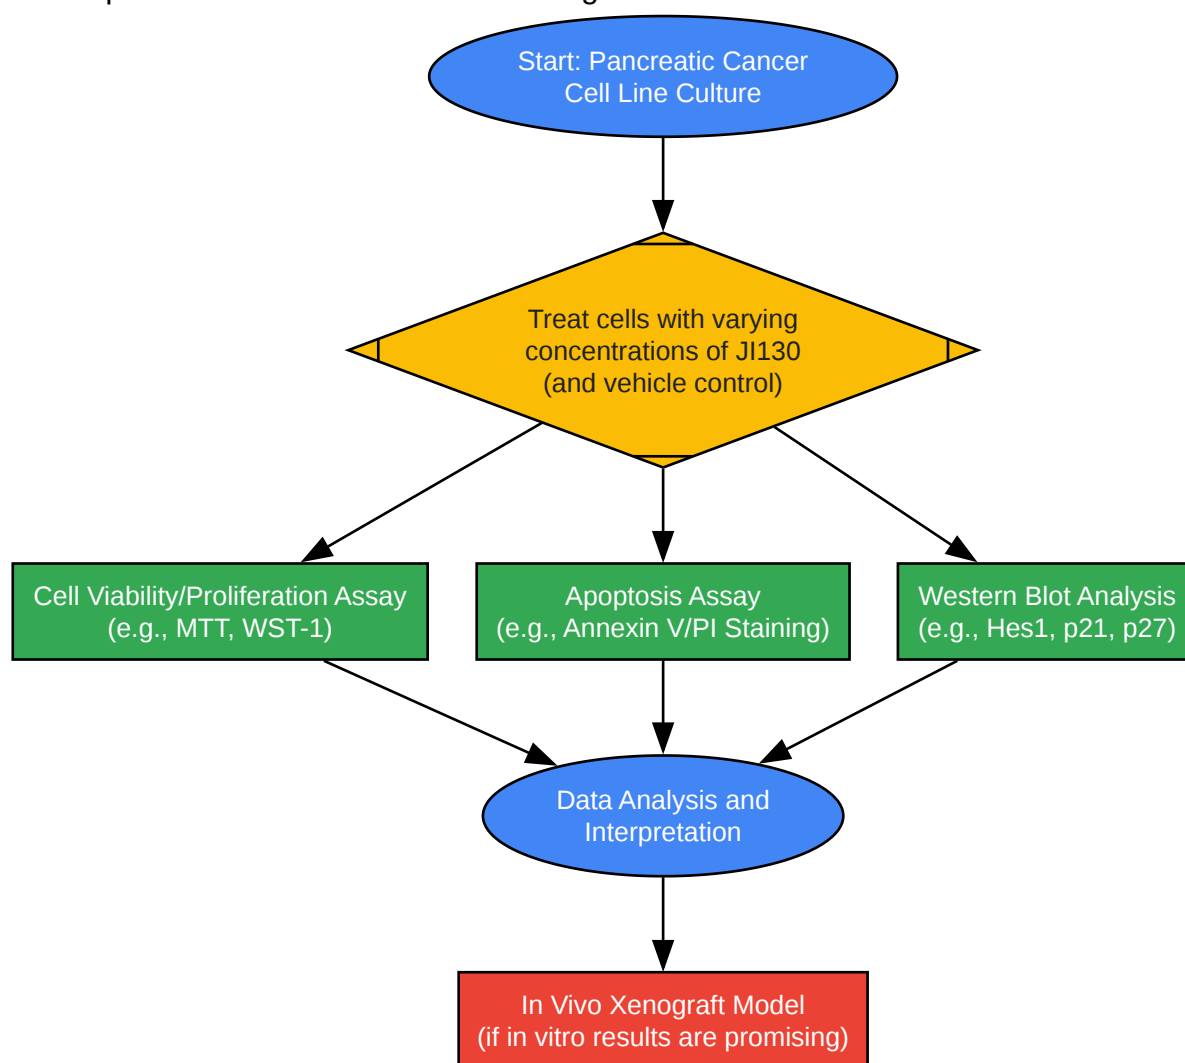 Start: Pancreatic Cancer
Cell Line Culture
Treat cells with varying
concentrations of JI130
(and vehicle control)
Cell Viability/Proliferation Assay
(e.g., MTT, WST-1)
Apoptosis Assay
(e.g., Annexin V/PI Staining)
Western Blot Analysis
(e.g., Hes1, p21, p27)
Data Analysis and
Interpretation
In Vivo Xenograft Model
(if in vitro results are promising)